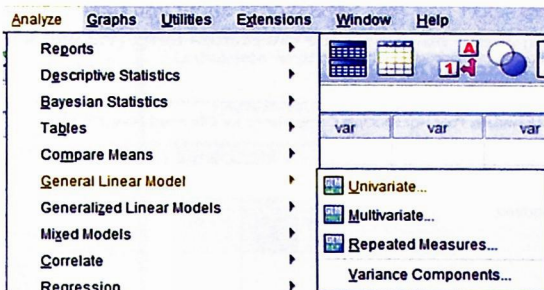 Analyze Graphs Utilities Extensions Window Help
Reports
Descriptive Statistics
Bayesian Statistics
Tables
Compare Means
General Linear Model
Generalized Linear Models
Mixed Models
Correlate
Regression
A
1
var var var
Univariate...
Multivariate...
Repeated Measures...
Variance Components...